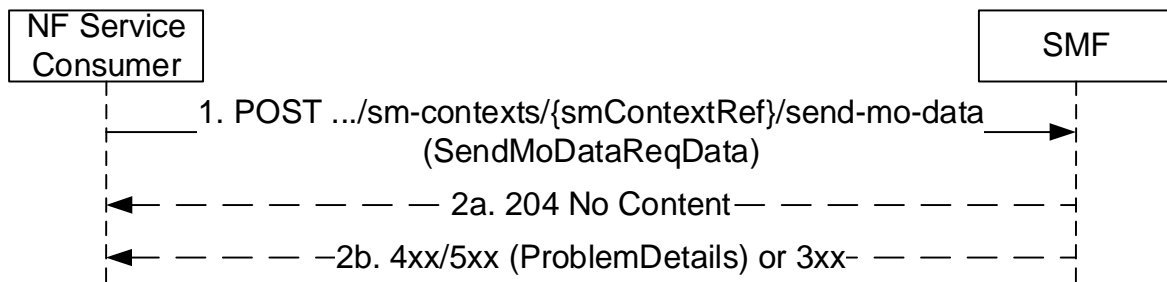 NF Service
Consumer
SMF
1. POST .../sm-contexts/{smContextRef}/send-mo-data
(SendMoDataReqData)
2a. 204 No Content
2b. 4xx/5xx (ProblemDetails) or 3xx